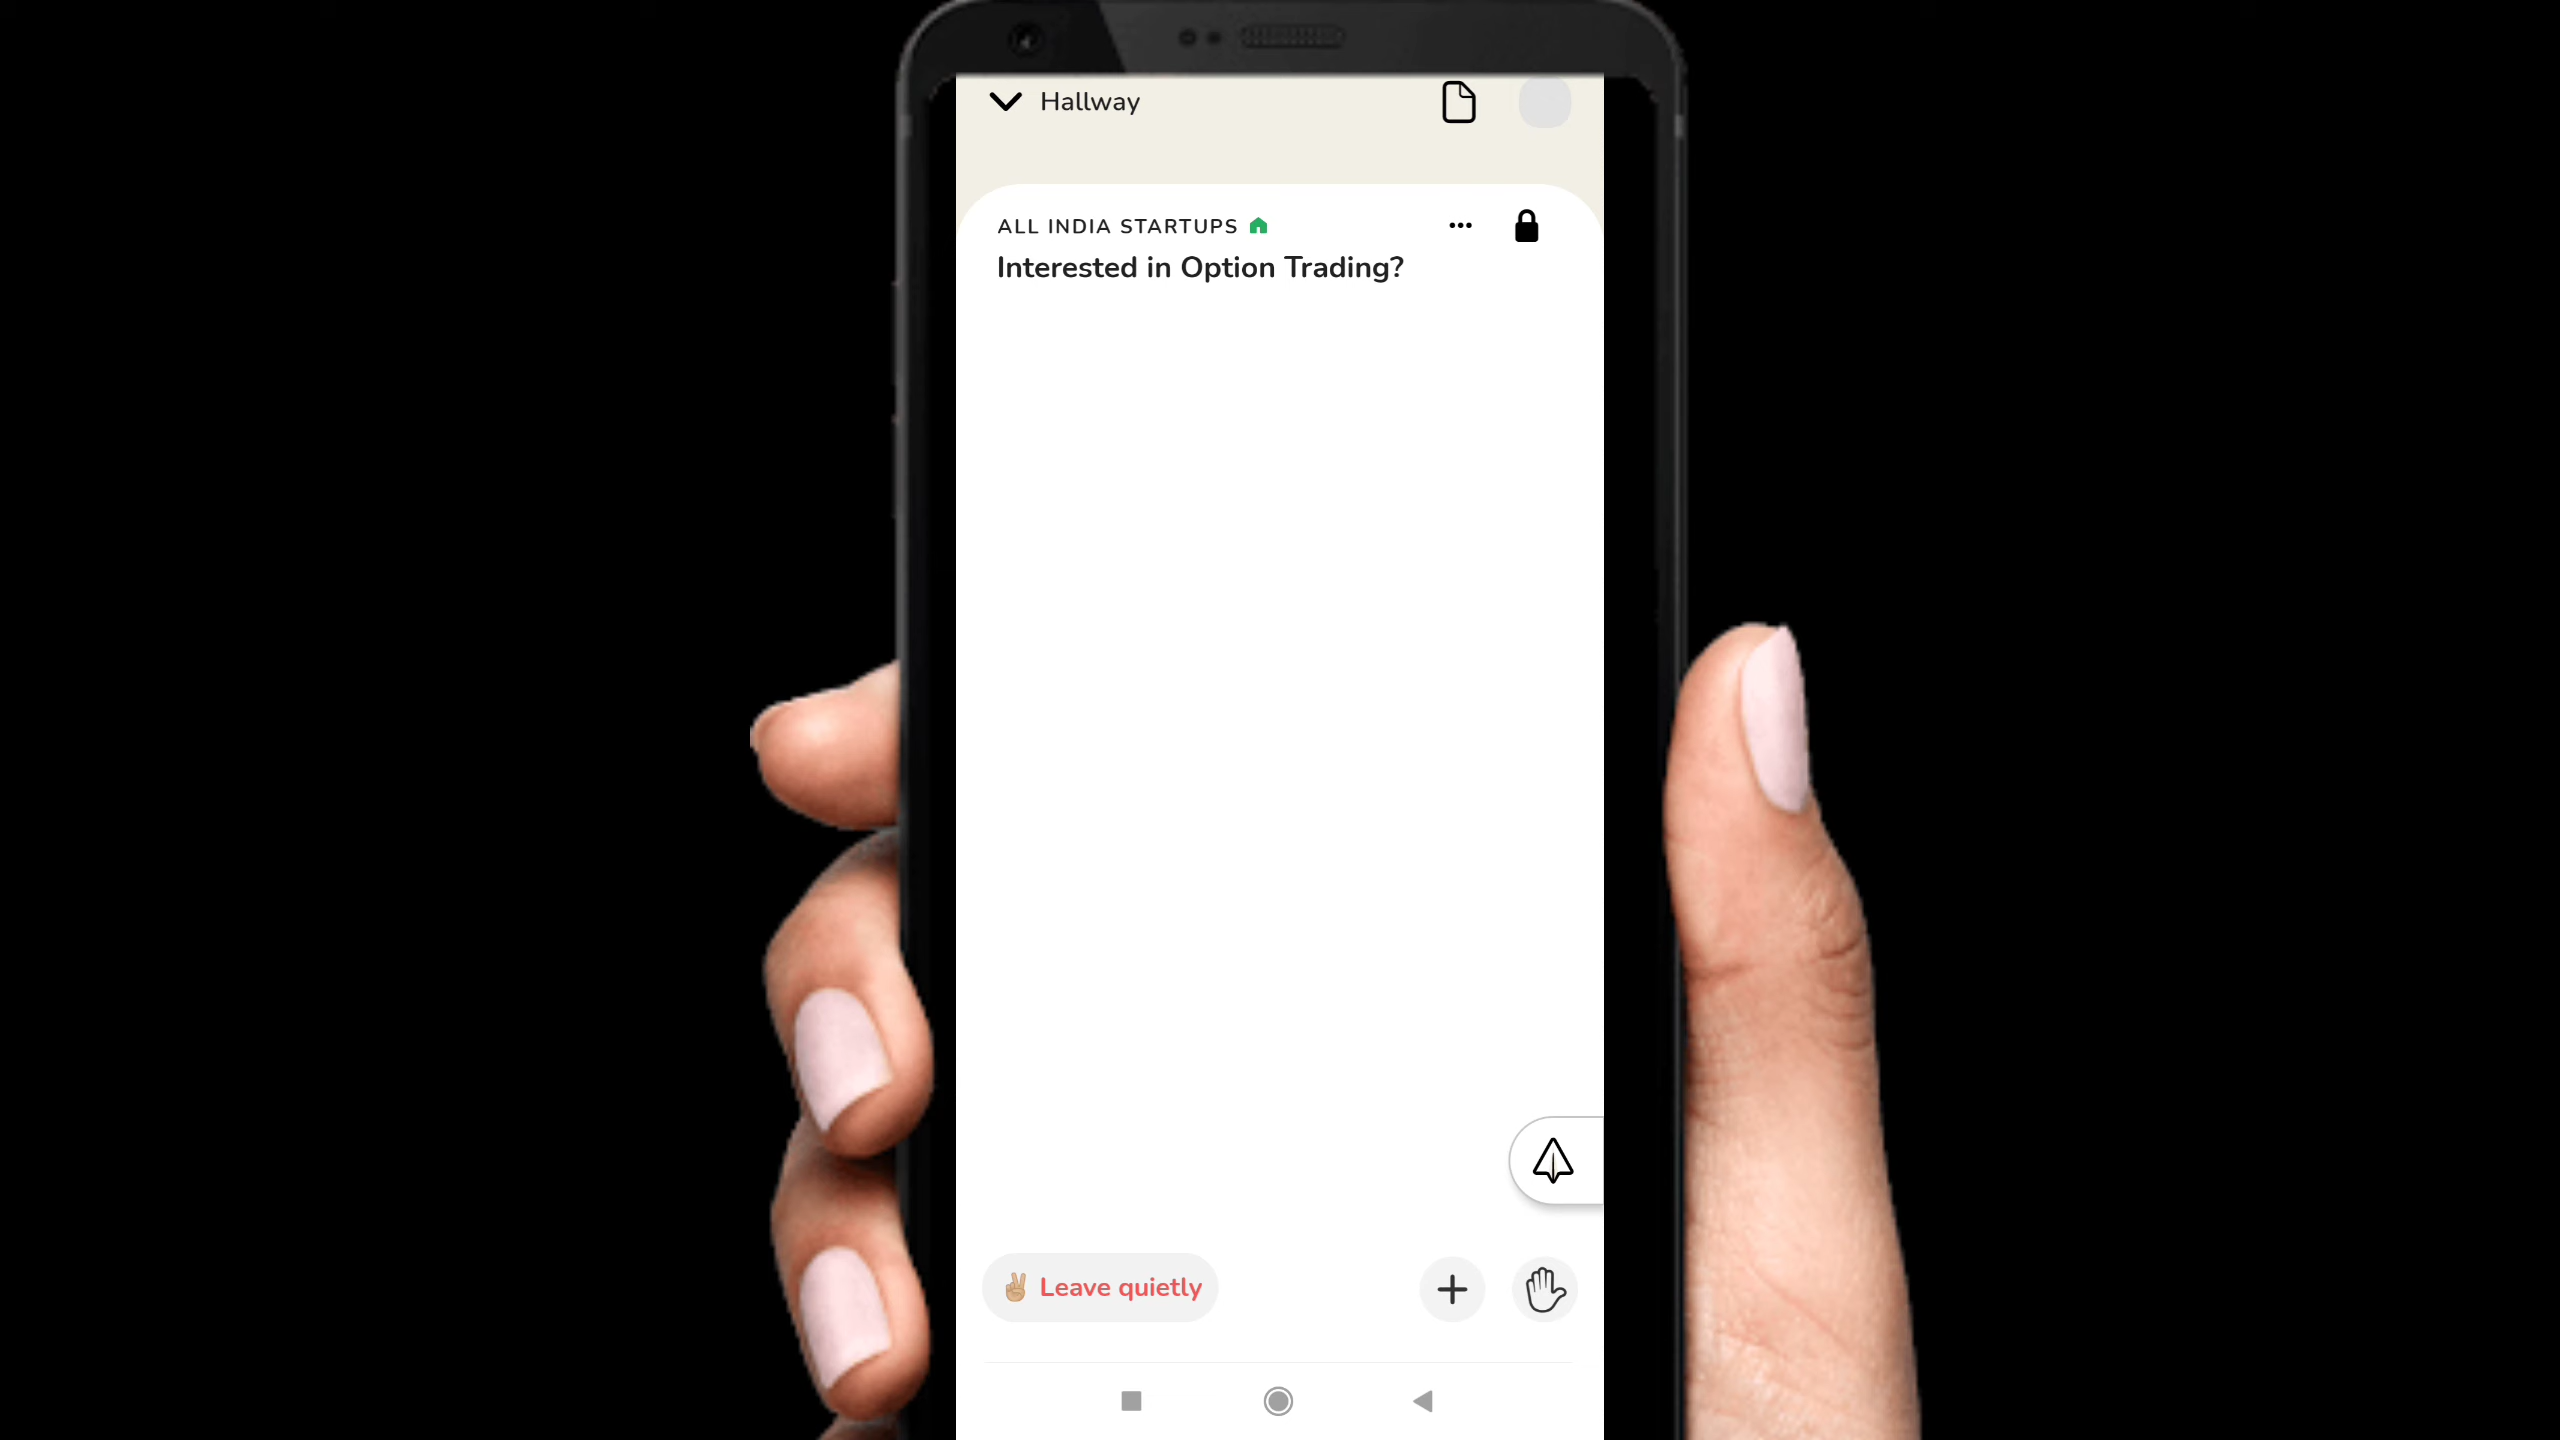 Hallway
ALL INDIA STARTUPS
Interested in Option Trading?
✌🏼 Leave quietly